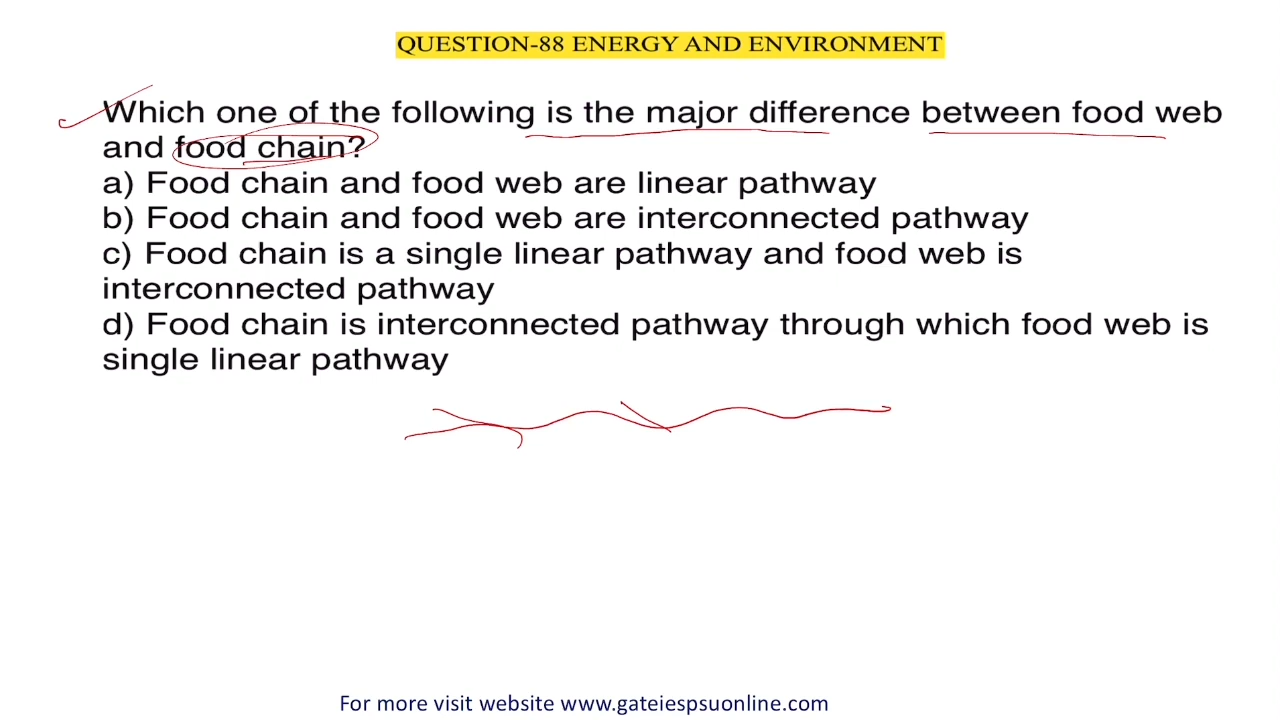 QUESTION-88 ENERGY AND ENVIRONMENT
Which one of the following is the major difference between food web
and food chain?
a) Food chain and food web are linear pathway
b) Food chain and food web are interconnected pathway
c) Food chain is a single linear pathway and food web is
interconnected pathway
d) Food chain is interconnected pathway through which food web is
single linear pathway
For more visit website www.gateiespsuonline.com